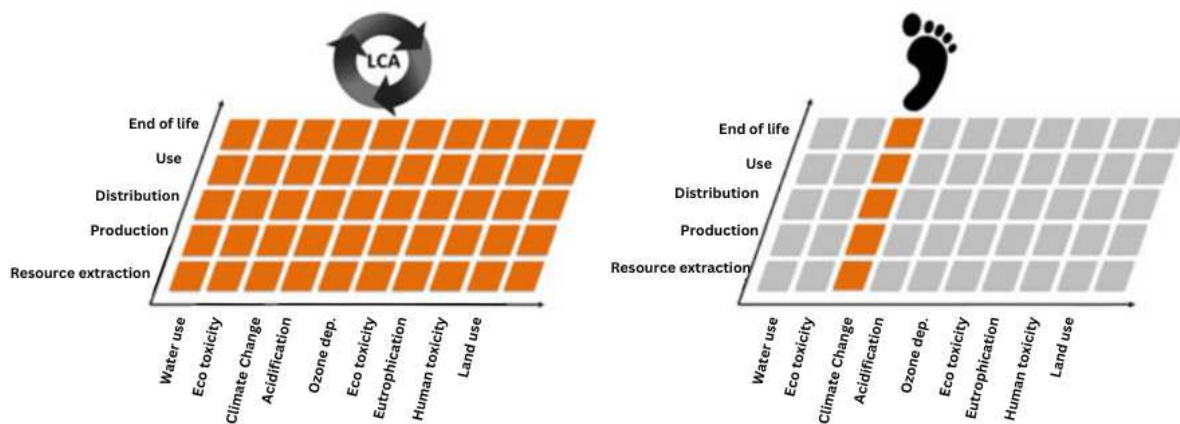 LCA
End of life
Use
Distribution
Production
Resource extraction
Water use
Eco toxicity
Climate Change
Acidification
Ozone dep.
Eco toxicity
Eutrophication
Human toxicity
Land use
End of life
Use
Distribution
Production
Resource extraction
Water use
Eco toxicity
Climate Change
Acidification
Ozone dep.
Eco toxicity
Eutrophication
Human toxicity
Land use